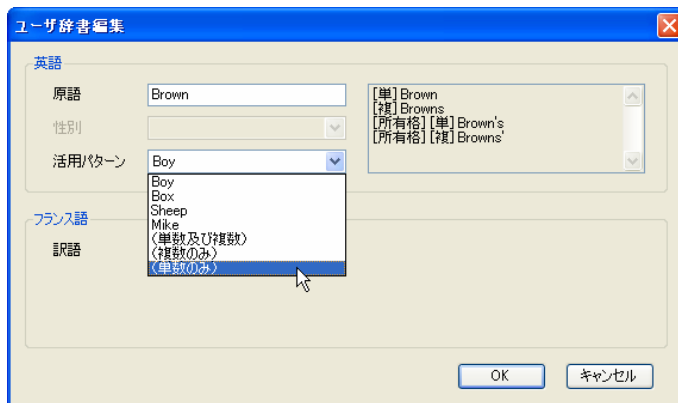 ユーザ辞書編集
英語
原語
Brown
[単] Brown
[複] Browns
[所有格] [単] Brown's
[所有格] [複] Browns'
性別
活用パターン
Boy
Boy
Box
Sheep
Mike
(単数及び複数)
(複数のみ)
(単数のみ)
フランス語
訳語
OK
キャンセル